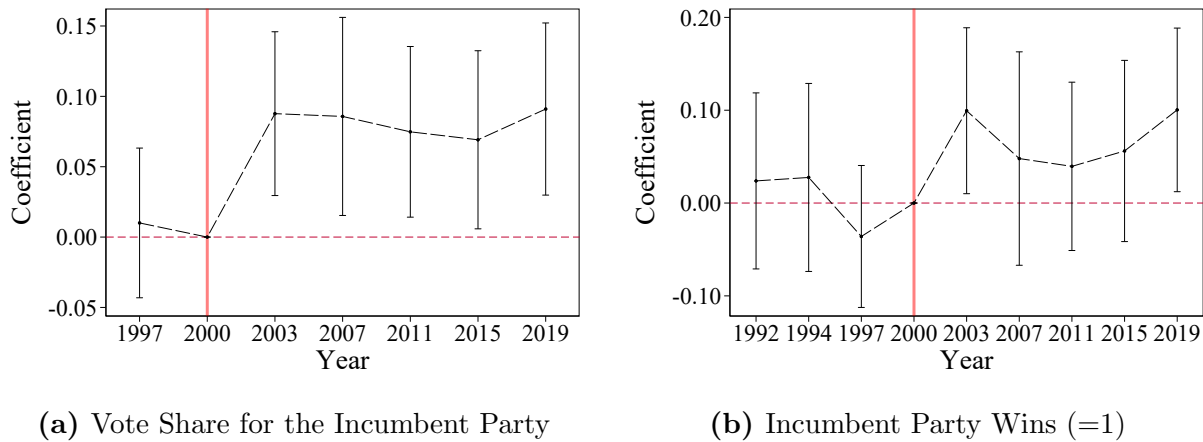 0.15
0.10
0.05
0.00
-0.05
Coefficient
1997 2000 2003 2007 2011 2015 2019
Year
(a) Vote Share for the Incumbent Party
0.20
0.10
0.00
-0.10
Coefficient
1992 1994 1997 2000 2003 2007 2011 2015 2019
Year
(b) Incumbent Party Wins (=1)